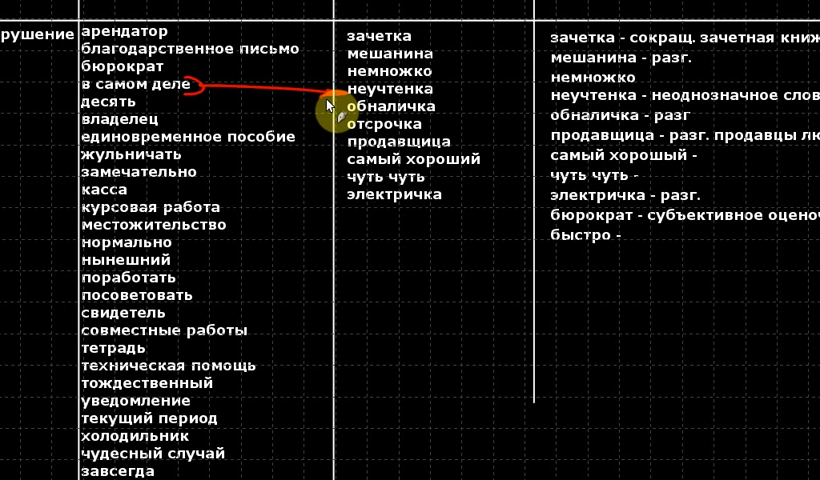 рушение
арендатор
благодарственное письмо
бюрократ
в самом деле
десять
владелец
единовременное пособие
жульничать
замечательно
касса
курсовая работа
местожительство
нормально
нынешний
поработать
посоветовать
свидетель
совместные работы
тетрадь
техническая помощь
тождественный
уведомление
текущий период
холодильник
чудесный случай
завсегда
зачетка
мешанина
немножко
неучтенка
обналичка
отсрочка
продавщица
самый хороший
чуть чуть
электричка
зачетка - сокращ. зачетная книж
мешанина - разг.
немножко
неучтенка - неоднозначное слов
обналичка - разг
продавщица - разг. продавцы лю
самый хорошый -
чуть чуть -
электричка - разг.
бюрократ - субъективное оценоч
быстро -